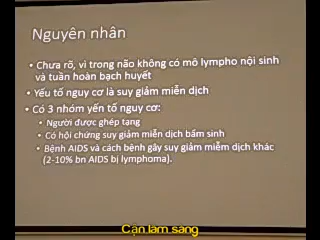 Nguyên nhân
• Chưa rõ, vì trong não không có mô lympho nội sinh
và tuần hoàn bạch huyết
• Yếu tố nguy cơ là suy giảm miễn dịch
• Có 3 nhóm yến tố nguy cơ:
• Người được ghép tạng
• Có hội chứng suy giảm miễn dịch bẩm sinh
• Bệnh AIDS và cách bệnh gây suy giảm miễn dịch khác
(2-10% bn AIDS bị lymphoma).
Cận lâm sàng